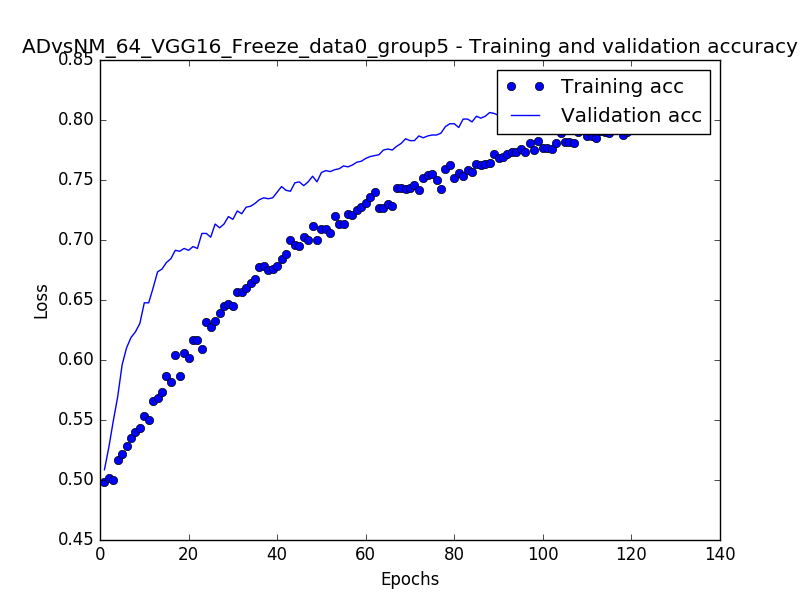 ADvsNM_64_VGG16_Freeze_data0_group5 - Training and validation accuracy
Training acc
Validation acc
0.85
0.80
0.75
0.70
0.65
0.60
0.55
0.50
0.45
Loss
0 20 40 60 80 100 120 140
Epochs